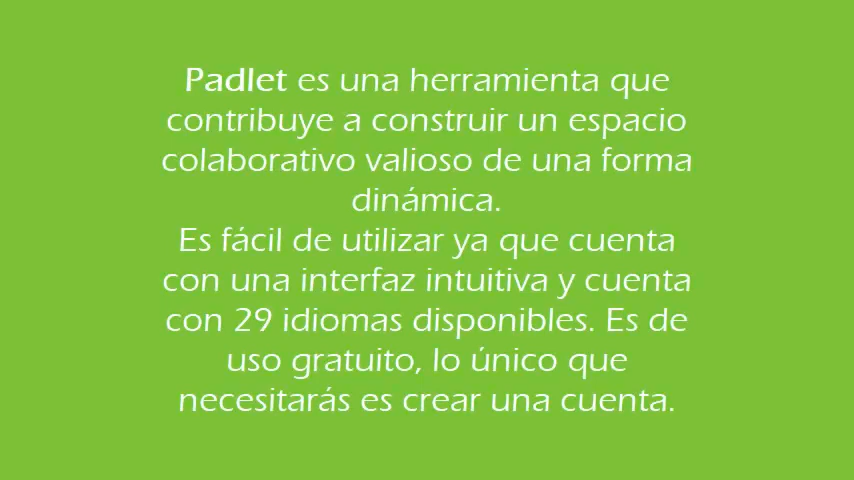 Padlet es una herramienta que
contribuye a construir un espacio
colaborativo valioso de una forma
dinámica.
Es fácil de utilizar ya que cuenta
con una interfaz intuitiva y cuenta
con 29 idiomas disponibles. Es de
uso gratuito, lo único que
necesitarás es crear una cuenta.